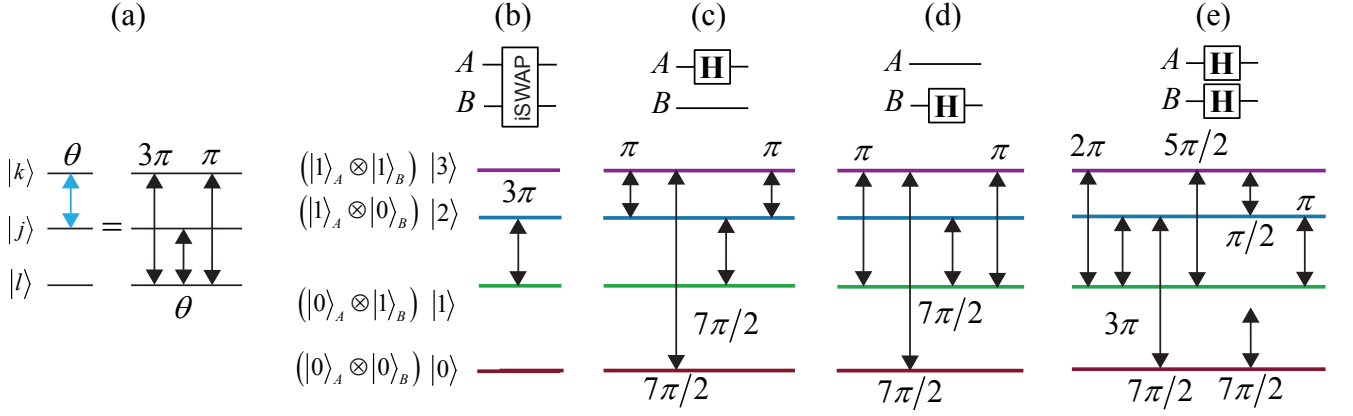 (a)
(b)
(c)
(d)
(e)
A
B
iSWAP
A
H
B
A
B
H
A
H
B
H
|k⟩
θ
3π
π
|j⟩
=
|l⟩
θ
(|1⟩A ⊗ |1⟩B) |3⟩
(|1⟩A ⊗ |0⟩B) |2⟩
(|0⟩A ⊗ |1⟩B) |1⟩
(|0⟩A ⊗ |0⟩B) |0⟩
3π
π
π
7π/2
7π/2
π
π
7π/2
7π/2
2π
5π/2
π
π/2
3π
7π/2
7π/2